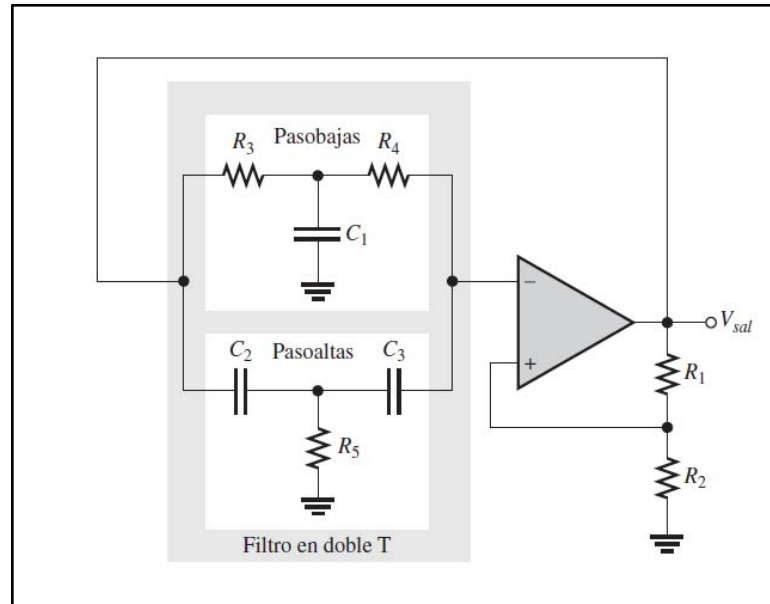 Pasobajas
R3
R4
C1
C2
Pasoaltas
C3
R5
Filtro en doble T
−
+
Vsal
R1
R2